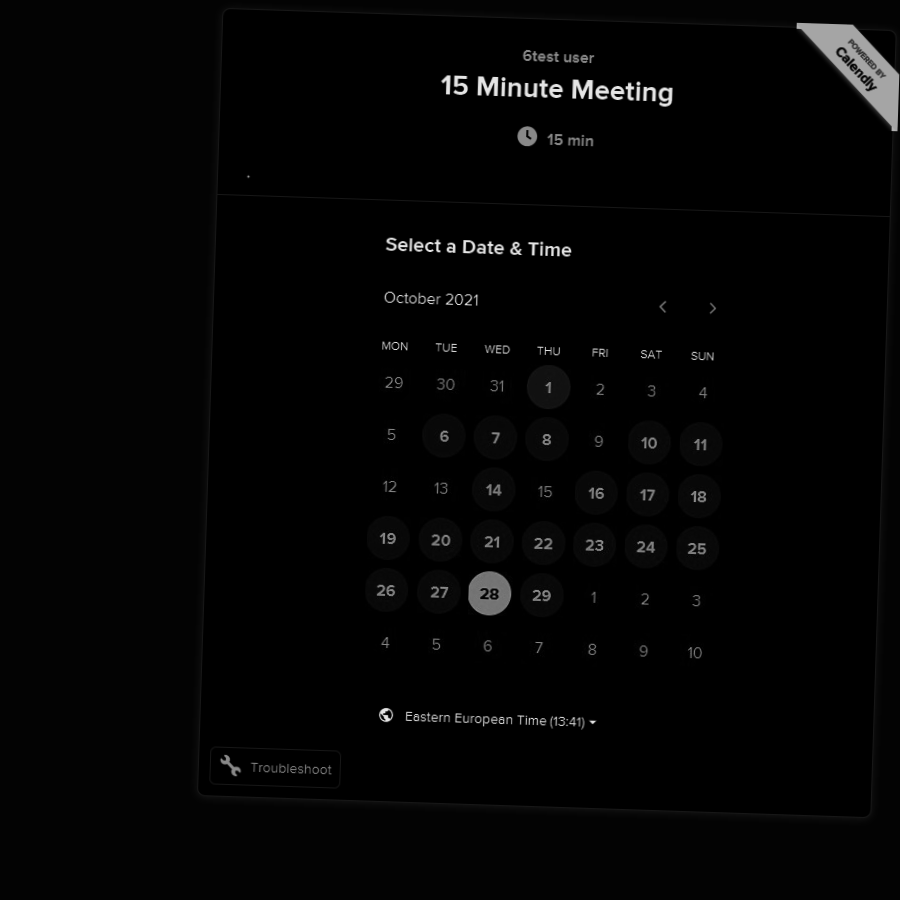 6test user
15 Minute Meeting
15 min
POWERED BY
Calendly
.
Select a Date & Time
October 2021
MON TUE WED THU FRI SAT SUN
29 30 31 1 2 3 4
5 6 7 8 9 10 11
12 13 14 15 16 17 18
19 20 21 22 23 24 25
26 27 28 29 1 2 3
4 5 6 7 8 9 10
Eastern European Time (13:41)
Troubleshoot